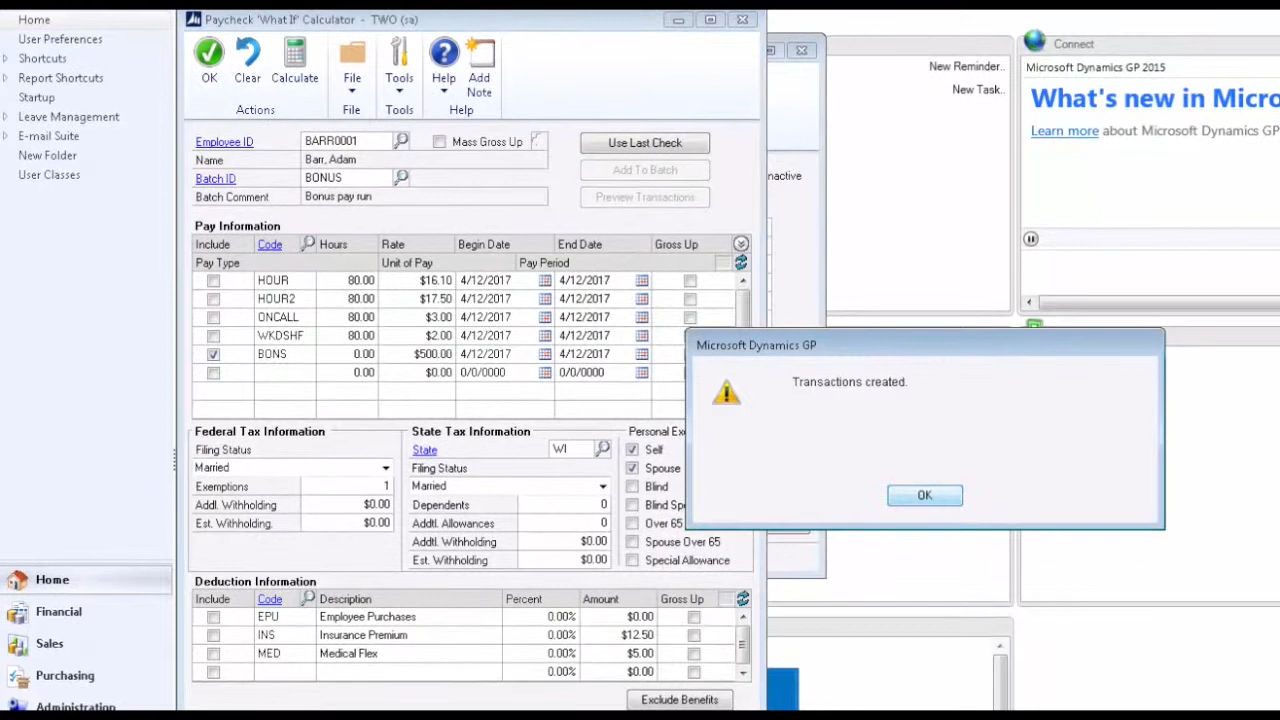 Home
User Preferences
Shortcuts
Report Shortcuts
Startup
Leave Management
E-mail Suite
New Folder
User Classes
Home
Financial
Sales
Purchasing
Administration
Paycheck 'What If' Calculator - TWO (sa)
OK Clear Calculate File Tools Help Add Note
Actions File Tools Help
Employee ID BARR0001 Mass Gross Up Use Last Check
Name Barr, Adam
Batch ID BONUS Add To Batch
Batch Comment Bonus pay run Preview Transactions
Pay Information
Include Code Hours Rate Begin Date End Date Gross Up
Pay Type Unit of Pay Pay Period
HOUR 80.00 $16.10 4/12/2017 4/12/2017
HOUR2 80.00 $17.50 4/12/2017 4/12/2017
ONCALL 80.00 $3.00 4/12/2017 4/12/2017
WKDSHF 80.00 $2.00 4/12/2017 4/12/2017
BONS 0.00 $500.00 4/12/2017 4/12/2017
0.00 $0.00 0/0/0000 0/0/0000
Federal Tax Information
Filing Status
Married
Exemptions 1
Addl. Withholding $0.00
Est. Withholding. $0.00
State Tax Information
State WI
Filing Status
Married
Dependents 0
Addtl. Allowances 0
Addtl. Withholding $0.00
Est. Withholding $0.00
Personal Ex
Self
Spouse
Blind
Blind Sp
Over 65
Spouse Over 65
Special Allowance
Deduction Information
Include Code Description Percent Amount Gross Up
EPU Employee Purchases 0.00% $0.00
INS Insurance Premium 0.00% $12.50
MED Medical Flex 0.00% $5.00
0.00% $0.00
Exclude Benefits
nactive
New Reminder..
New Task..
Connect
Microsoft Dynamics GP 2015
What's new in Micro
Learn more about Microsoft Dynamics GP
Microsoft Dynamics GP
Transactions created.
OK